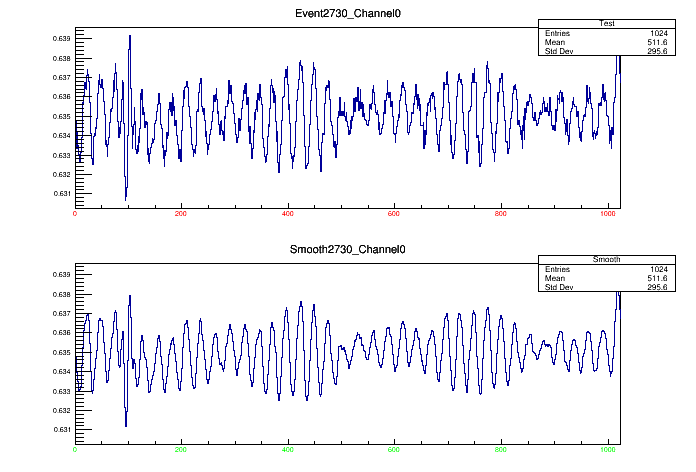 Event2730_Channel0
Test
Entries 1024
Mean 511.6
Std Dev 295.6
0.639
0.638
0.637
0.636
0.635
0.634
0.633
0.632
0.631
0 200 400 600 800 1000
Smooth2730_Channel0
Smooth
Entries 1024
Mean 511.6
Std Dev 295.6
0.639
0.638
0.637
0.636
0.635
0.634
0.633
0.632
0.631
0 200 400 600 800 1000